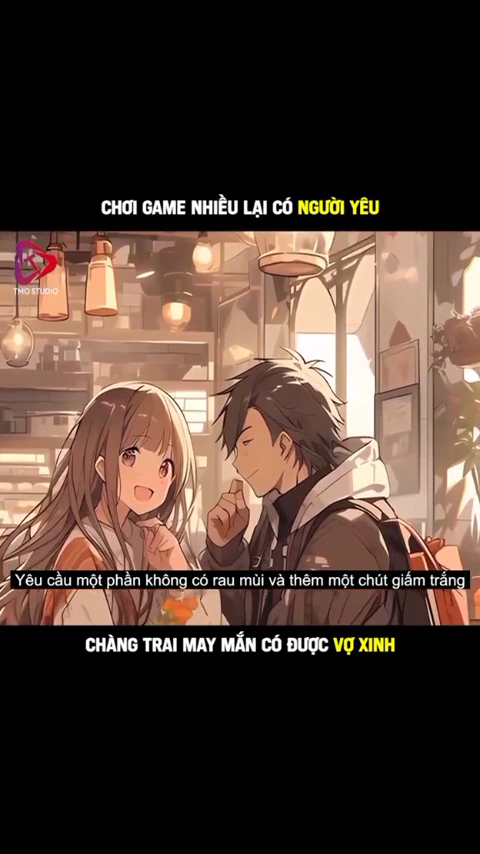 CHƠI GAME NHIỀU LẠI CÓ NGƯỜI YÊU
TMO STUDIO
Yêu cầu một phần không có rau mùi và thêm một chút giấm trắng
CHÀNG TRAI MAY MẮN CÓ ĐƯỢC VỢ XINH